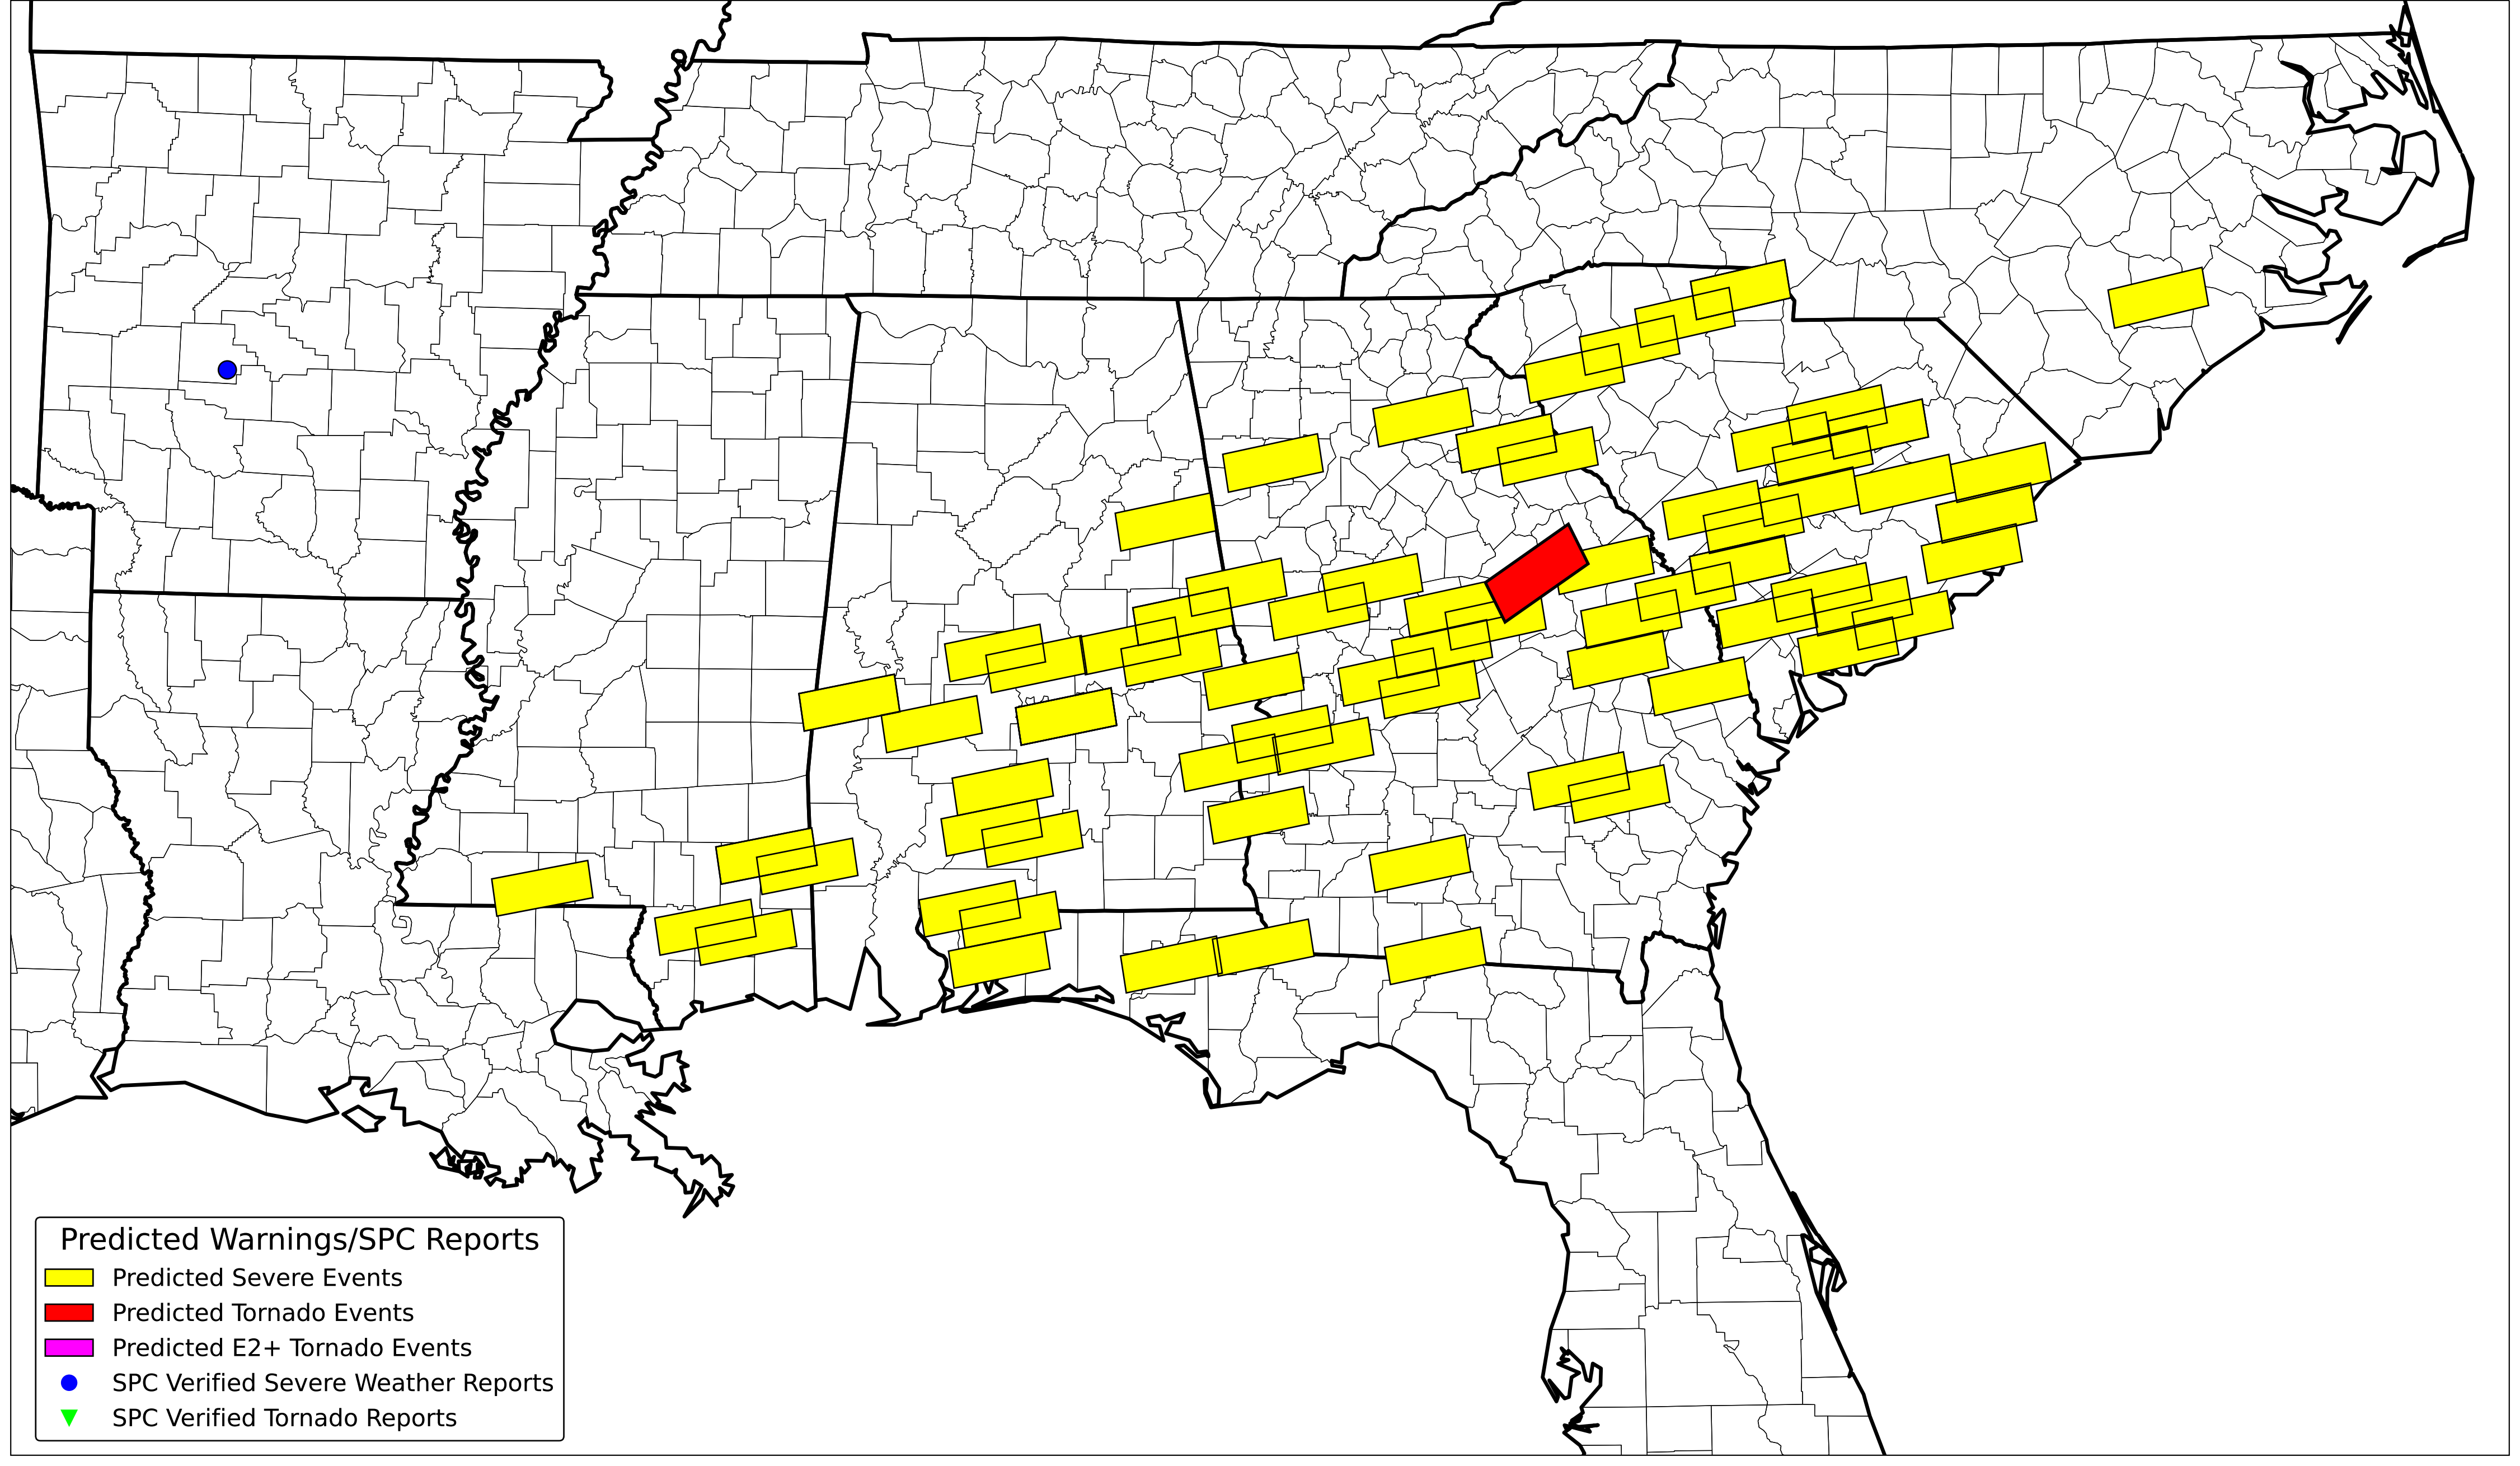 Predicted Warnings/SPC Reports
Predicted Severe Events
Predicted Tornado Events
Predicted E2+ Tornado Events
SPC Verified Severe Weather Reports
SPC Verified Tornado Reports